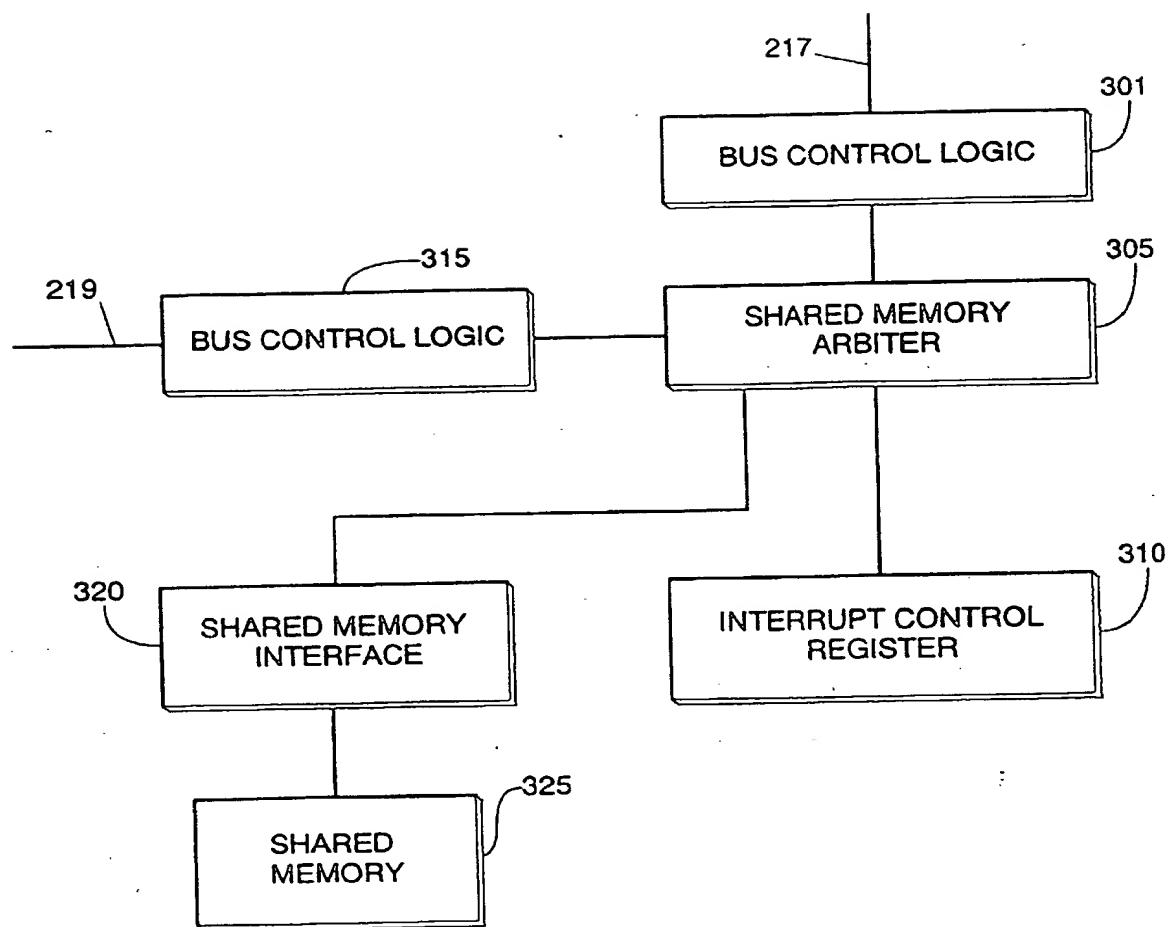 217
301
BUS CONTROL LOGIC
315
305
219
BUS CONTROL LOGIC
SHARED MEMORY
ARBITER
320
310
SHARED MEMORY
INTERFACE
INTERRUPT CONTROL
REGISTER
325
SHARED
MEMORY